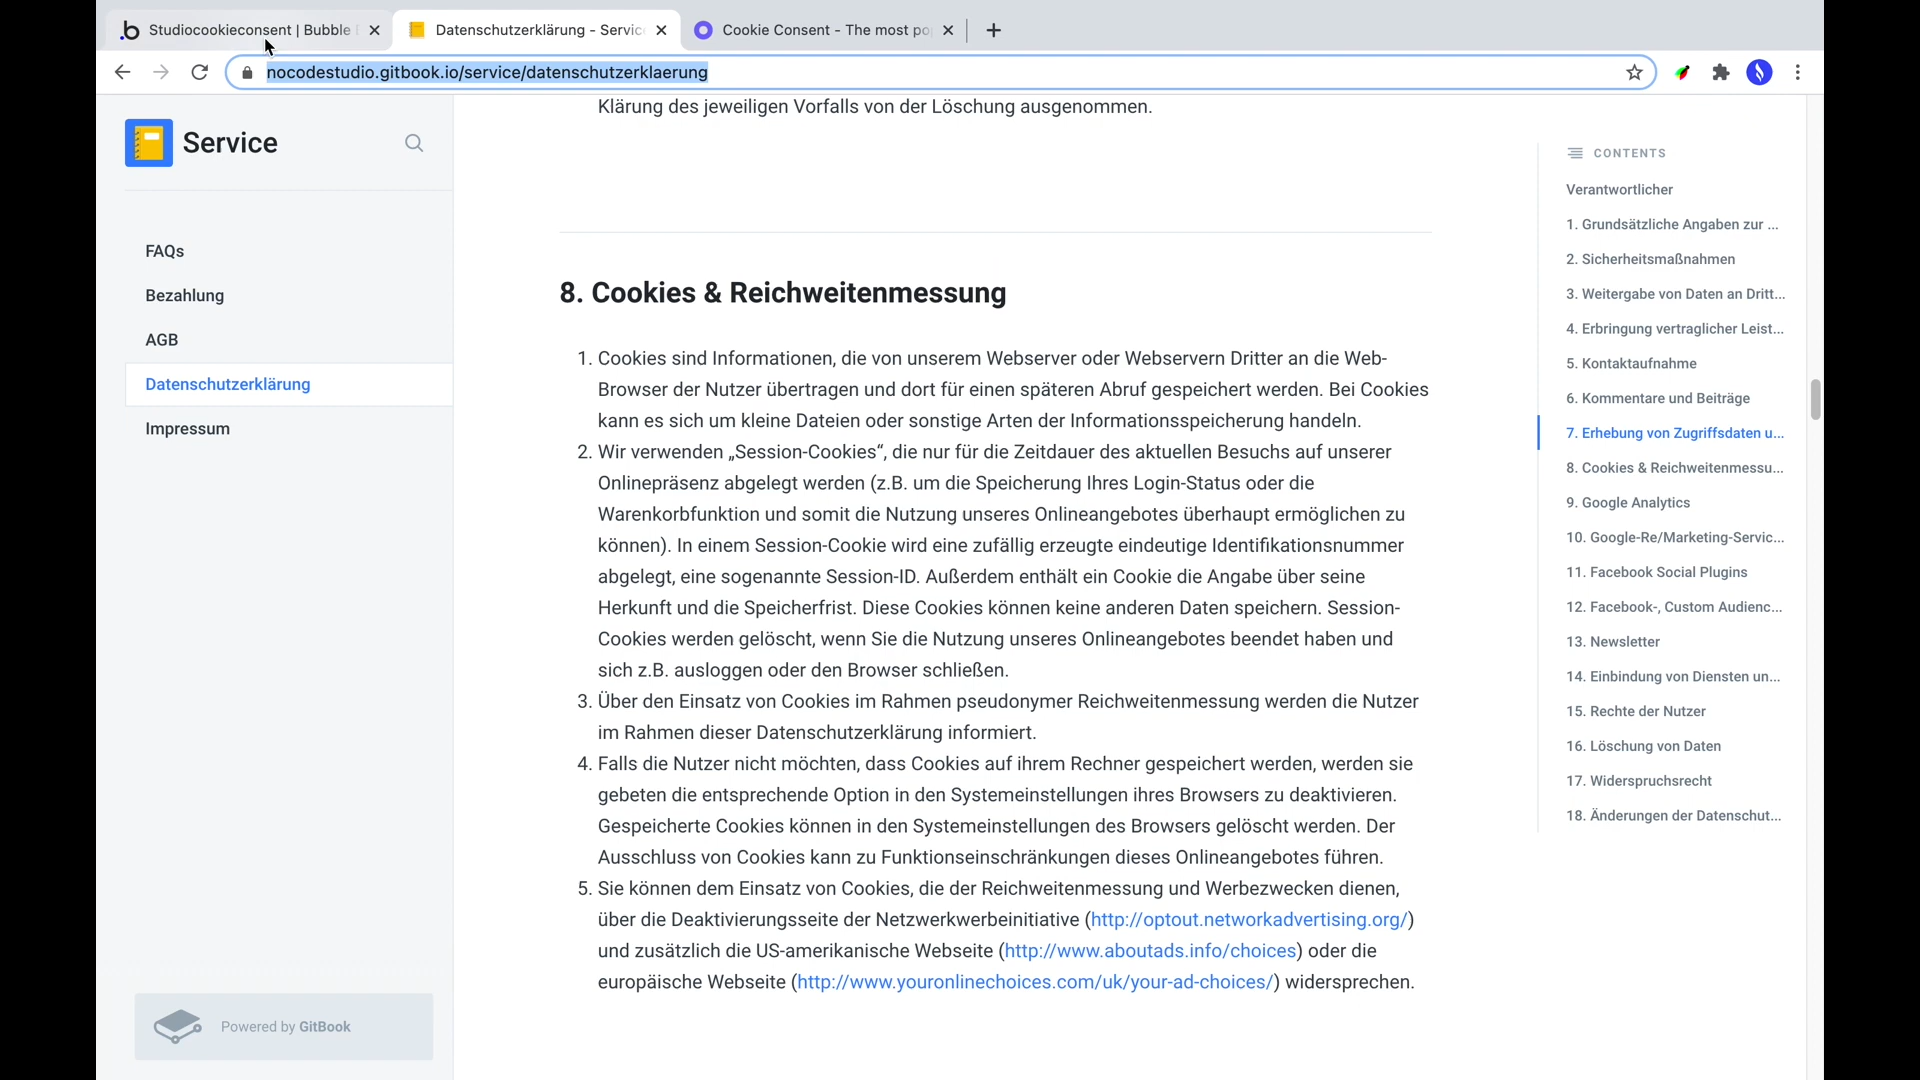 Studiocookieconsent | Bubble
Datenschutzerklärung - Servic
Cookie Consent - The most po
nocodestudio.gitbook.io/service/datenschutzerklaerung
Service
FAQs
Bezahlung
AGB
Datenschutzerklärung
Impressum
Powered by GitBook
Klärung des jeweiligen Vorfalls von der Löschung ausgenommen.
8. Cookies & Reichweitenmessung
1. Cookies sind Informationen, die von unserem Webserver oder Webservern Dritter an die Web-
Browser der Nutzer übertragen und dort für einen späteren Abruf gespeichert werden. Bei Cookies
kann es sich um kleine Dateien oder sonstige Arten der Informationsspeicherung handeln.
2. Wir verwenden „Session-Cookies“, die nur für die Zeitdauer des aktuellen Besuchs auf unserer
Onlinepräsenz abgelegt werden (z.B. um die Speicherung Ihres Login-Status oder die
Warenkorbfunktion und somit die Nutzung unseres Onlineangebotes überhaupt ermöglichen zu
können). In einem Session-Cookie wird eine zufällig erzeugte eindeutige Identifikationsnummer
abgelegt, eine sogenannte Session-ID. Außerdem enthält ein Cookie die Angabe über seine
Herkunft und die Speicherfrist. Diese Cookies können keine anderen Daten speichern. Session-
Cookies werden gelöscht, wenn Sie die Nutzung unseres Onlineangebotes beendet haben und
sich z.B. ausloggen oder den Browser schließen.
3. Über den Einsatz von Cookies im Rahmen pseudonymer Reichweitenmessung werden die Nutzer
im Rahmen dieser Datenschutzerklärung informiert.
4. Falls die Nutzer nicht möchten, dass Cookies auf ihrem Rechner gespeichert werden, werden sie
gebeten die entsprechende Option in den Systemeinstellungen ihres Browsers zu deaktivieren.
Gespeicherte Cookies können in den Systemeinstellungen des Browsers gelöscht werden. Der
Ausschluss von Cookies kann zu Funktionseinschränkungen dieses Onlineangebotes führen.
5. Sie können dem Einsatz von Cookies, die der Reichweitenmessung und Werbezwecken dienen,
über die Deaktivierungsseite der Netzwerkwerbeinitiative (http://optout.networkadvertising.org/)
und zusätzlich die US-amerikanische Webseite (http://www.aboutads.info/choices) oder die
europäische Webseite (http://www.youronlinechoices.com/uk/your-ad-choices/) widersprechen.
CONTENTS
Verantwortlicher
1. Grundsätzliche Angaben zur ...
2. Sicherheitsmaßnahmen
3. Weitergabe von Daten an Dritt...
4. Erbringung vertraglicher Leist...
5. Kontaktaufnahme
6. Kommentare und Beiträge
7. Erhebung von Zugriffsdaten u...
8. Cookies & Reichweitenmessu...
9. Google Analytics
10. Google-Re/Marketing-Servic...
11. Facebook Social Plugins
12. Facebook-, Custom Audienc...
13. Newsletter
14. Einbindung von Diensten un...
15. Rechte der Nutzer
16. Löschung von Daten
17. Widerspruchsrecht
18. Änderungen der Datenschut...